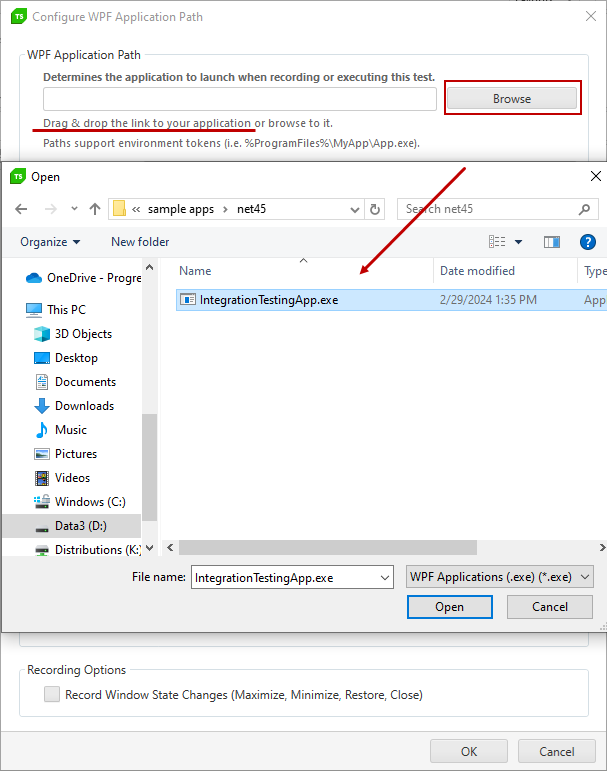 TS Configure WPF Application Path
WPF Application Path
Determines the application to launch when recording or executing this test.
Browse
Drag & drop the link to your application or browse to it.
Paths support environment tokens (i.e. %ProgramFiles%\MyApp\App.exe).
TS Open
« sample apps › net45
Search net45
Organize
New folder
?
Name
Date modified
Type
OneDrive - Progre
IntegrationTestingApp.exe
2/29/2024 1:35 PM
App
This PC
3D Objects
Desktop
Documents
Downloads
Music
Pictures
Videos
Windows (C:)
Data3 (D:)
Distributions (K:)
File name:
IntegrationTestingApp.exe
WPF Applications (.exe) (*.exe)
Open
Cancel
Recording Options
Record Window State Changes (Maximize, Minimize, Restore, Close)
OK
Cancel